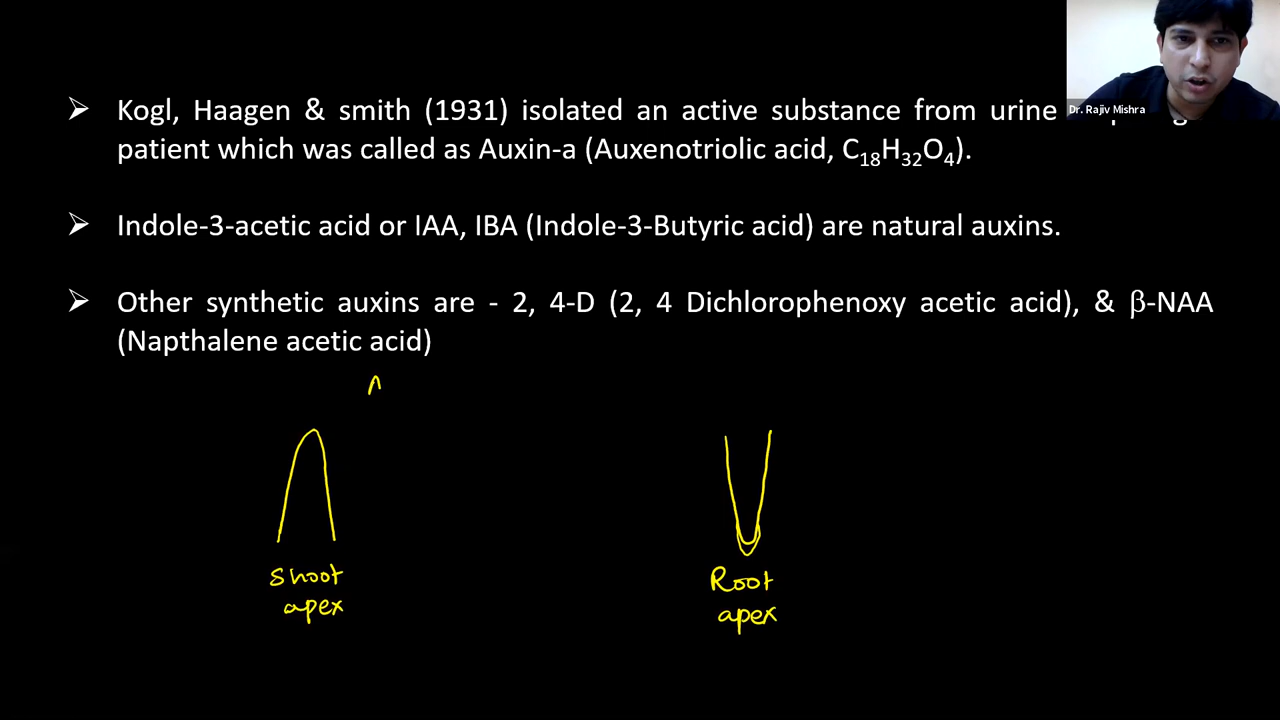 ➢ Kogl, Haagen & smith (1931) isolated an active substance from urine
Dr. Rajiv Mishra
patient which was called as Auxin-a (Auxenotriolic acid, C₁₈H₃₂O₄).
➢ Indole-3-acetic acid or IAA, IBA (Indole-3-Butyric acid) are natural auxins.
➢ Other synthetic auxins are - 2, 4-D (2, 4 Dichlorophenoxy acetic acid), & β-NAA
(Napthalene acetic acid)
Shoot
apex
Root
apex